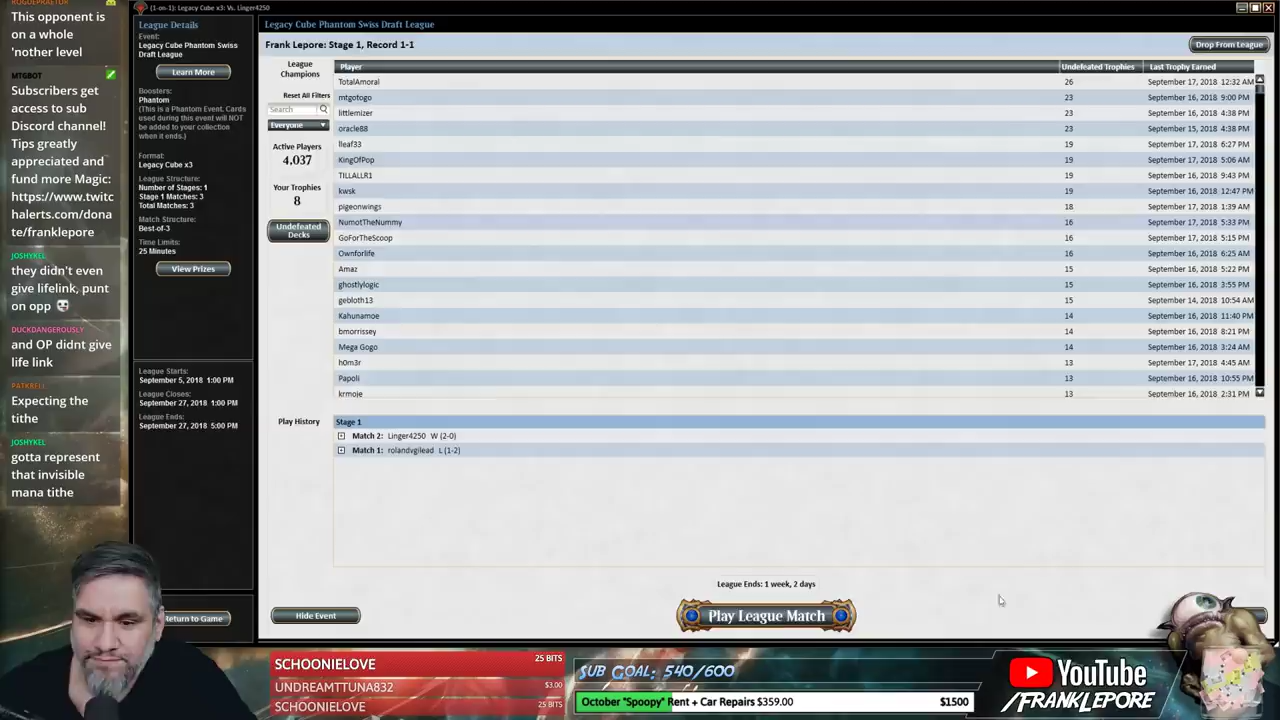 ROGUEPRAETOR
This opponent is
on a whole
'nother level
MTGBOT
Subscribers get
access to sub
Discord channel!
Tips greatly
appreciated and
fund more Magic:
https://www.twitc
halerts.com/dona
te/franklepore
JOSHYKEL
they didn't even
give lifelink, punt
on opp
DUCKDANGEROUSLY
and OP didnt give
life link
PATKRELL
Expecting the
tithe
JOSHYKEL
gotta represent
that invisible
mana tithe
(1-on-1): Legacy Cube x3: Vs. Linger4250
League Details
Event:
Legacy Cube Phantom Swiss
Draft League
Learn More
Boosters:
Phantom
(This is a Phantom Event. Cards
used during this event will NOT
be added to your collection
when it ends.)
Format:
Legacy Cube x3
League Structure:
Number of Stages: 1
Stage 1 Matches: 3
Total Matches: 3
Match Structure:
Best-of-3
Time Limits:
25 Minutes
View Prizes
League Starts:
September 5, 2018 1:00 PM
League Closes:
September 27, 2018 1:00 PM
League Ends:
September 27, 2018 5:00 PM
Return to Game
Legacy Cube Phantom Swiss Draft League
Frank Lepore: Stage 1, Record 1-1
Drop From League
League
Champions
Reset All Filters
Search
Everyone
Active Players
4,037
Your Trophies
8
Undefeated
Decks
Player Undefeated Trophies Last Trophy Earned
TotalAmoral 26 September 17, 2018 12:32 AM
mtgotogo 23 September 16, 2018 9:00 PM
littlemizer 23 September 16, 2018 4:38 PM
oracle88 23 September 15, 2018 4:38 PM
lleaf33 19 September 17, 2018 6:27 PM
KingOfPop 19 September 17, 2018 5:06 AM
TILLALLR1 19 September 16, 2018 9:43 PM
kwsk 19 September 16, 2018 12:47 PM
pigeonwings 18 September 17, 2018 1:39 AM
NumotTheNummy 16 September 17, 2018 5:33 PM
GoForTheScoop 16 September 17, 2018 5:15 PM
Ownforlife 16 September 17, 2018 6:25 AM
Amaz 15 September 17, 2018 5:22 PM
ghostlylogic 15 September 16, 2018 3:55 PM
gebloth13 15 September 14, 2018 10:54 AM
Kahunamoe 14 September 16, 2018 11:40 PM
bmorrissey 14 September 16, 2018 8:21 PM
Mega Gogo 14 September 16, 2018 3:24 AM
h0m3r 13 September 17, 2018 4:45 AM
Papoli 13 September 16, 2018 10:55 PM
krmoje 13 September 16, 2018 2:31 PM
Play History
Stage 1
Match 2: Linger4250 W (2-0)
Match 1: rolandvgilead L (1-2)
League Ends: 1 week, 2 days
Hide Event
Play League Match
SCHOONIELOVE 25 BITS
UNDREAMTTUNA832 $3.00
SCHOONIELOVE 25 BITS
SUB GOAL: 540/600
October "Spoopy" Rent + Car Repairs $359.00 $1500
YouTube
/FRANKLEPORE